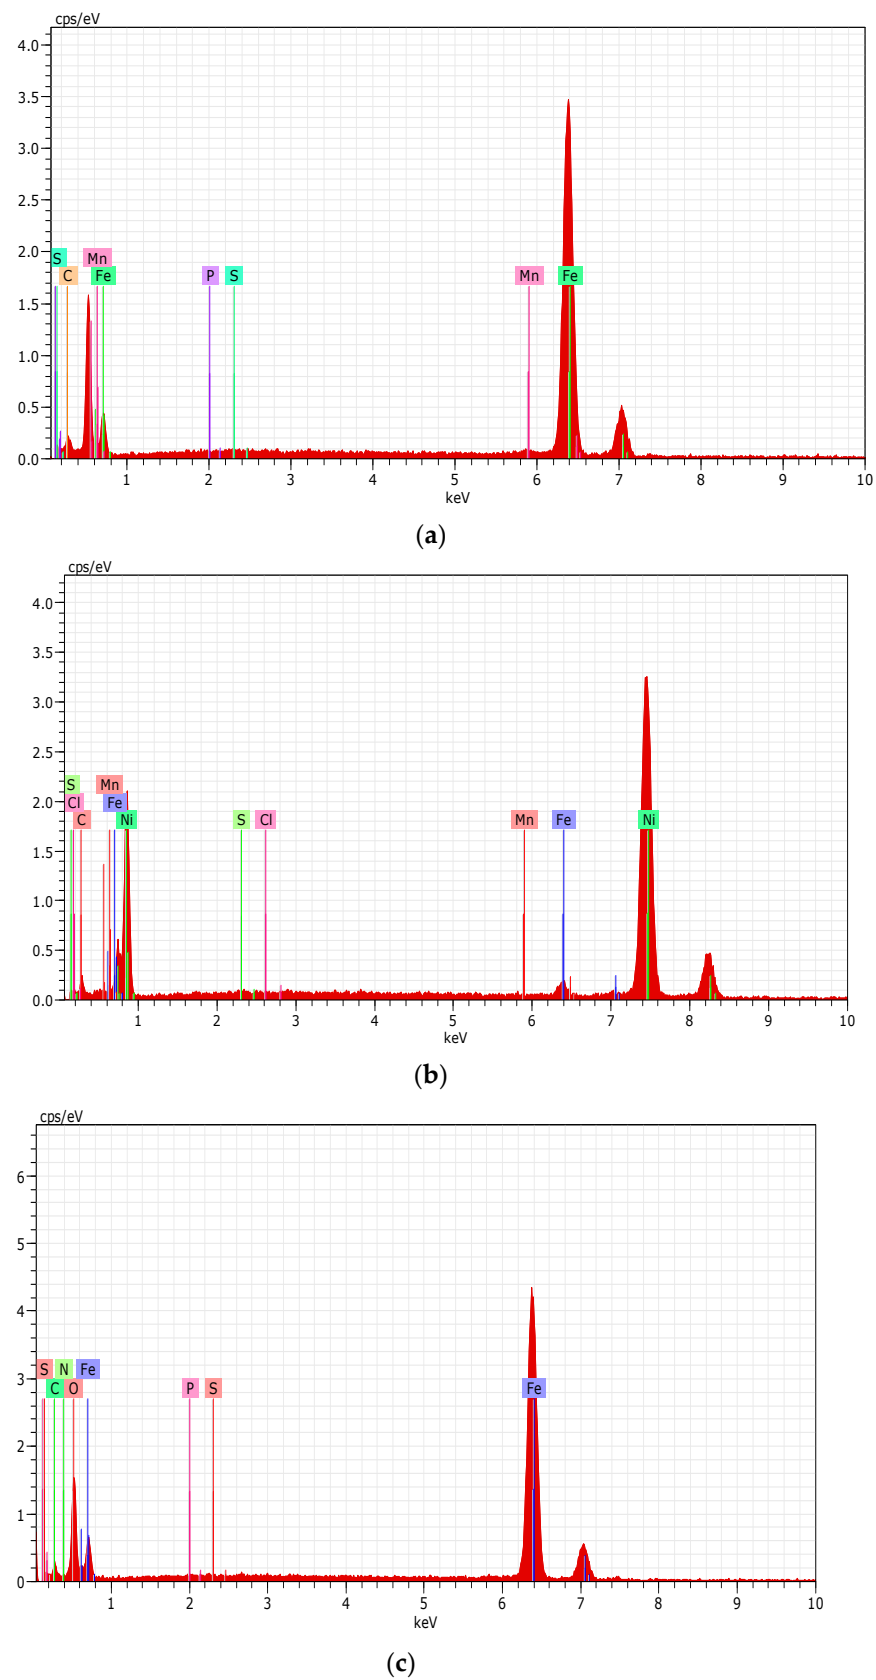 cps/eV
4.0
3.5
3.0
2.5
2.0
S Mn
C Fe P S Mn Fe
1.5
1.0
0.5
0.0
1 2 3 4 5 6 7 8 9 10
keV
(a)
cps/eV
4.0
3.5
3.0
2.5
S Mn
2.0
Cl Fe
C Ni S Cl Mn Fe Ni
1.5
1.0
0.5
0.0
1 2 3 4 5 6 7 8 9 10
keV
(b)
cps/eV
6
5
4
S N Fe
3
C O P S Fe
2
1
0
1 2 3 4 5 6 7 8 9 10
keV
(c)